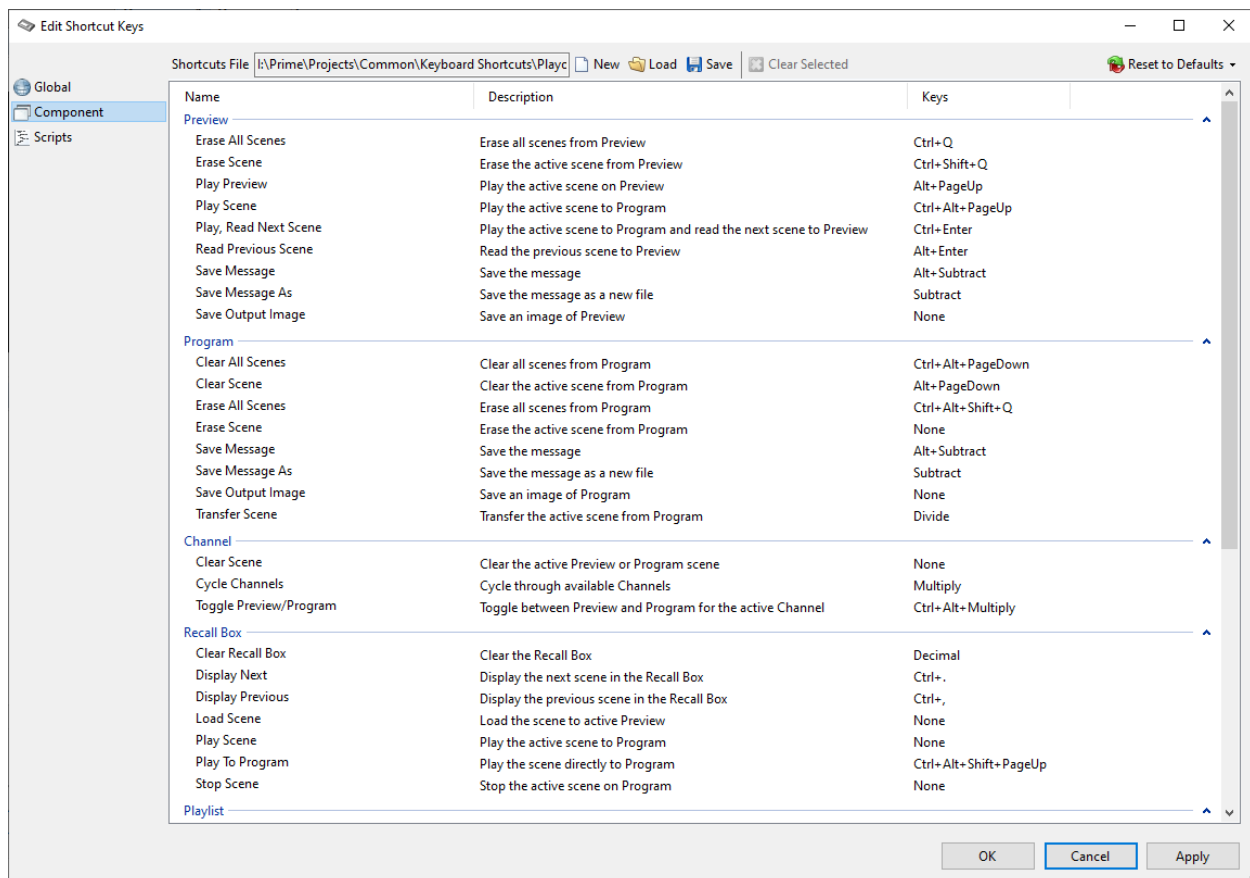 Edit Shortcut Keys
Shortcuts File I:\Prime\Projects\Common\Keyboard Shortcuts\Playc New Load Save Clear Selected Reset to Defaults
Global
Component
Scripts
Name Description Keys
Preview
Erase All Scenes Erase all scenes from Preview Ctrl+Q
Erase Scene Erase the active scene from Preview Ctrl+Shift+Q
Play Preview Play the active scene on Preview Alt+PageUp
Play Scene Play the active scene to Program Ctrl+Alt+PageUp
Play, Read Next Scene Play the active scene to Program and read the next scene to Preview Ctrl+Enter
Read Previous Scene Read the previous scene to Preview Alt+Enter
Save Message Save the message Alt+Subtract
Save Message As Save the message as a new file Subtract
Save Output Image Save an image of Preview None
Program
Clear All Scenes Clear all scenes from Program Ctrl+Alt+PageDown
Clear Scene Clear the active scene from Program Alt+PageDown
Erase All Scenes Erase all scenes from Program Ctrl+Alt+Shift+Q
Erase Scene Erase the active scene from Program None
Save Message Save the message Alt+Subtract
Save Message As Save the message as a new file Subtract
Save Output Image Save an image of Program None
Transfer Scene Transfer the active scene from Program Divide
Channel
Clear Scene Clear the active Preview or Program scene None
Cycle Channels Cycle through available Channels Multiply
Toggle Preview/Program Toggle between Preview and Program for the active Channel Ctrl+Alt+Multiply
Recall Box
Clear Recall Box Clear the Recall Box Decimal
Display Next Display the next scene in the Recall Box Ctrl+.
Display Previous Display the previous scene in the Recall Box Ctrl+,
Load Scene Load the scene to active Preview None
Play Scene Play the active scene to Program None
Play To Program Play the scene directly to Program Ctrl+Alt+Shift+PageUp
Stop Scene Stop the active scene on Program None
Playlist
OK Cancel Apply